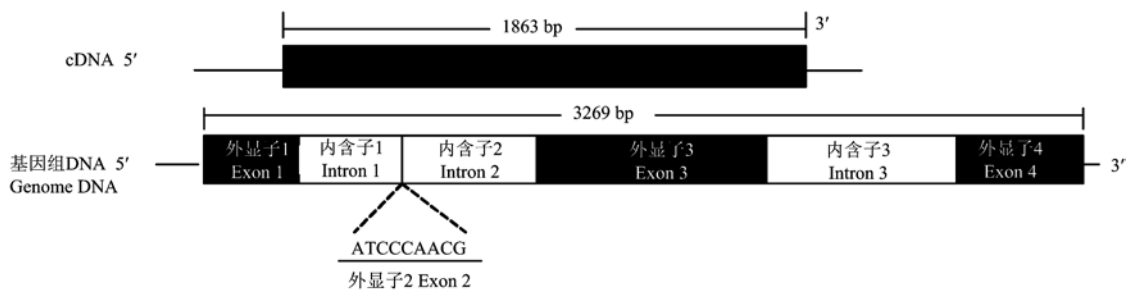 1863 bp
3′
cDNA 5′
3269 bp
基因组DNA 5′
Genome DNA
外显子1
Exon 1
内含子1
Intron 1
内含子2
Intron 2
外显子3
Exon 3
内含子3
Intron 3
外显子4
Exon 4
3′
ATCCCAACG
外显子2 Exon 2